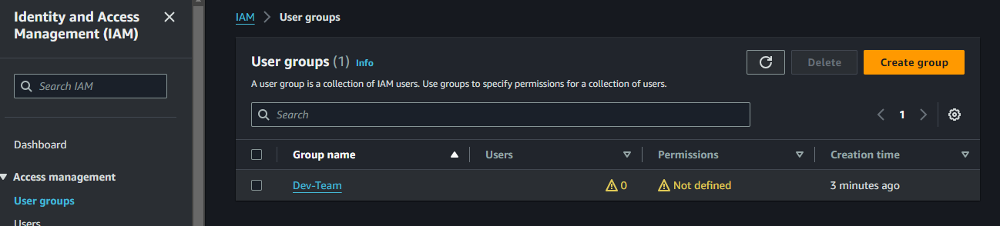 Identity and Access
Management (IAM)
Search IAM
Dashboard
Access management
User groups
Users
IAM > User groups
User groups (1) Info
Delete
Create group
A user group is a collection of IAM users. Use groups to specify permissions for a collection of users.
Search
1
Group name Users Permissions Creation time
Dev-Team 0 Not defined 3 minutes ago